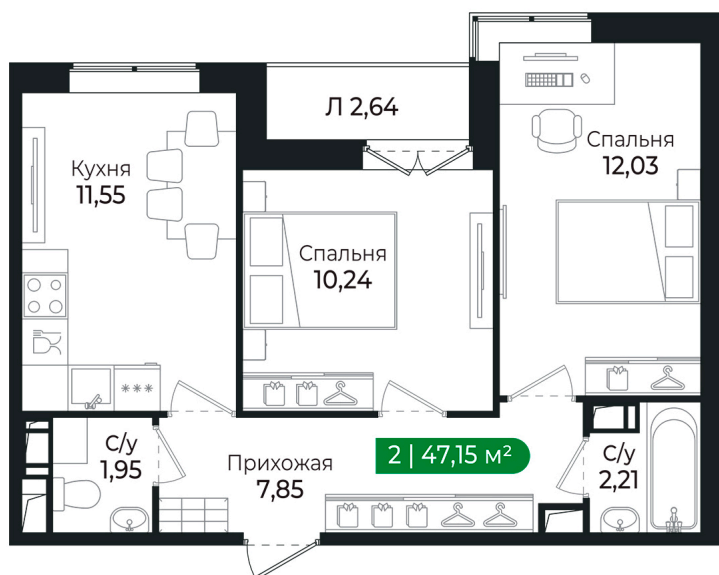 Л 2,64
Спальня
12,03
Кухня
11,55
Спальня
10,24
С/у
1,95
Прихожая
7,85
2 | 47,15 м²
С/у
2,21